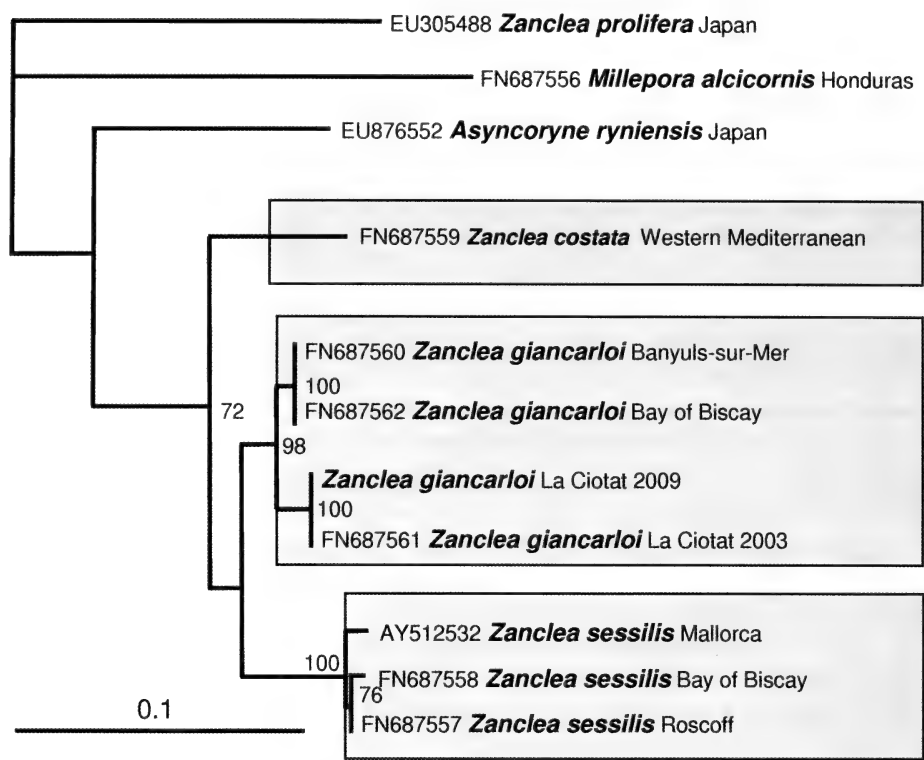 EU305488 Zanclea prolifera Japan
FN687556 Millepora alcicornis Honduras
EU876552 Asyncoryne ryniensis Japan
FN687559 Zanclea costata Western Mediterranean
FN687560 Zanclea giancarloi Banyuls-sur-Mer
100
72
FN687562 Zanclea giancarloi Bay of Biscay
98
Zanclea giancarloi La Ciotat 2009
100
FN687561 Zanclea giancarloi La Ciotat 2003
AY512532 Zanclea sessilis Mallorca
100
FN687558 Zanclea sessilis Bay of Biscay
76
0.1
FN687557 Zanclea sessilis Roscoff